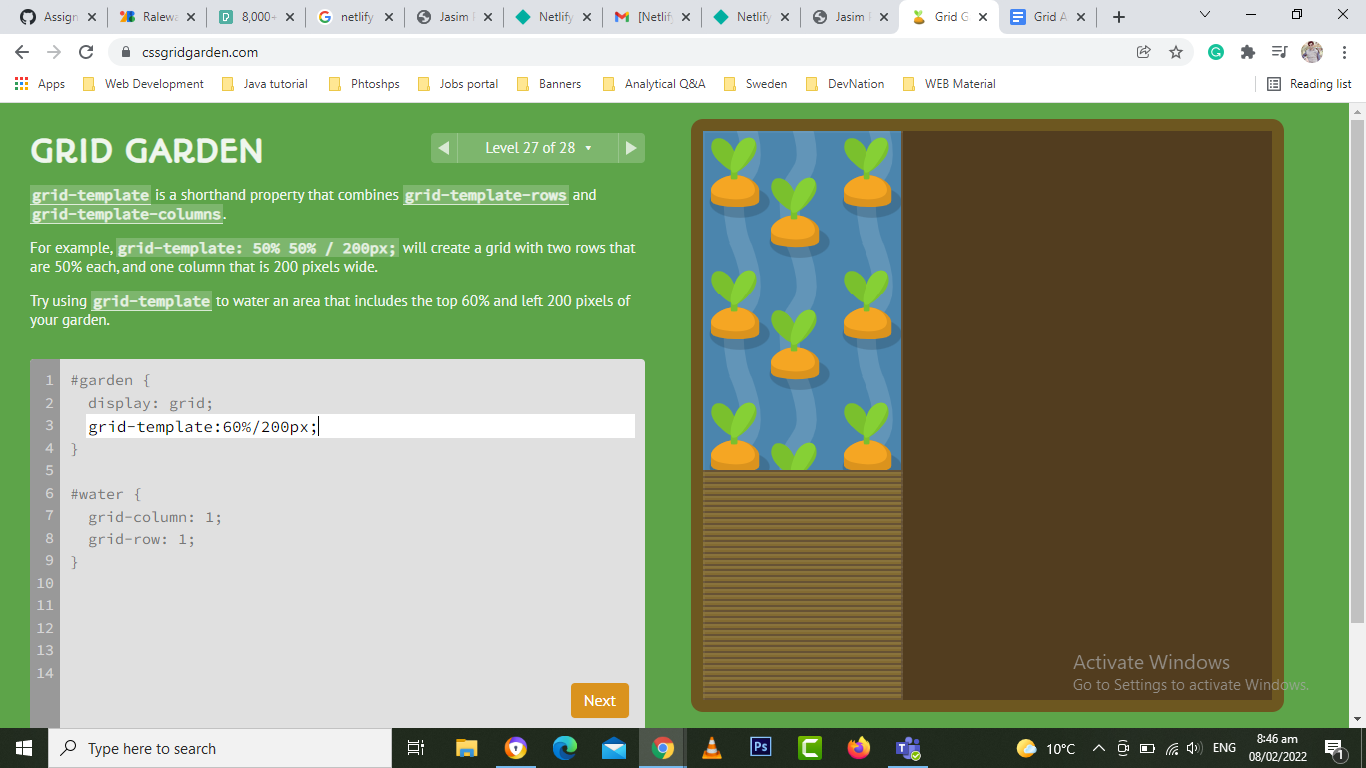 Assign
Raleway
8,000+
netlify
Jasim
Netlify
[Netlify
Netlify
Jasim
Grid G
Grid A
cssgridgarden.com
Apps
Web Development
Java tutorial
Phtoshps
Jobs portal
Banners
Analytical Q&A
Sweden
DevNation
WEB Material
Reading list
GRID GARDEN
Level 27 of 28
grid-template is a shorthand property that combines grid-template-rows and
grid-template-columns.
For example, grid-template: 50% 50% / 200px; will create a grid with two rows that
are 50% each, and one column that is 200 pixels wide.
Try using grid-template to water an area that includes the top 60% and left 200 pixels of
your garden.
1 #garden {
2 display: grid;
3 grid-template:60%/200px;
4 }
5
6 #water {
7 grid-column: 1;
8 grid-row: 1;
9 }
10
11
12
13
14
Next
Activate Windows
Go to Settings to activate Windows.
Type here to search
Ps
10°C
ENG
8:46 am
08/02/2022
1